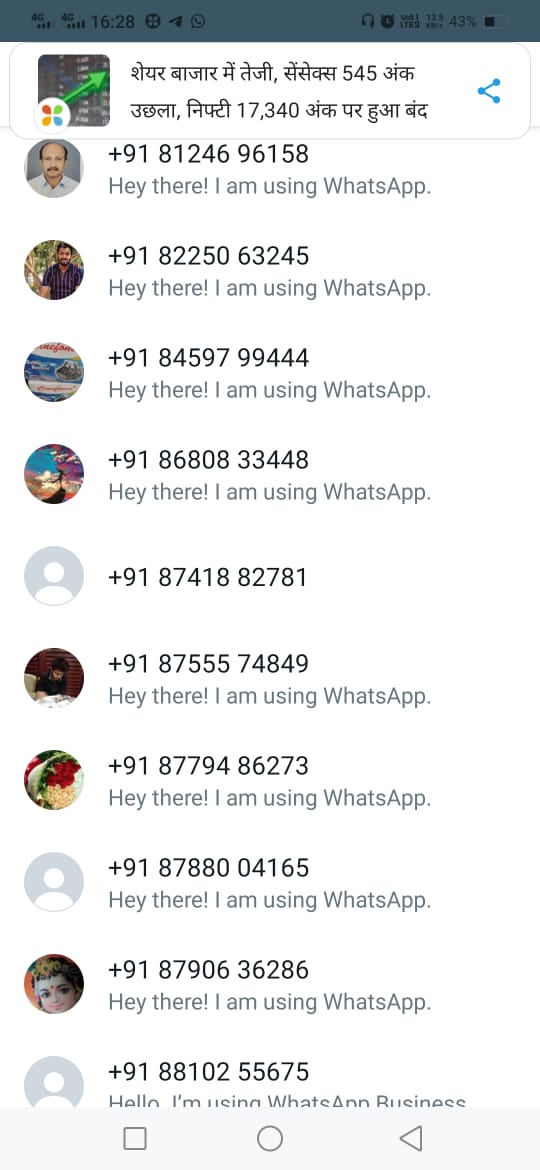 4G 4G 16:28 VoLTE LTE2 13.5 KB/s 43%
शेयर बाजार में तेजी, सेंसेक्स 545 अंक
उछला, निफ्टी 17,340 अंक पर हुआ बंद
+91 81246 96158
Hey there! I am using WhatsApp.
+91 82250 63245
Hey there! I am using WhatsApp.
+91 84597 99444
Hey there! I am using WhatsApp.
+91 86808 33448
Hey there! I am using WhatsApp.
+91 87418 82781
+91 87555 74849
Hey there! I am using WhatsApp.
+91 87794 86273
Hey there! I am using WhatsApp.
+91 87880 04165
Hey there! I am using WhatsApp.
+91 87906 36286
Hey there! I am using WhatsApp.
+91 88102 55675
Hello, I’m using WhatsApp Business